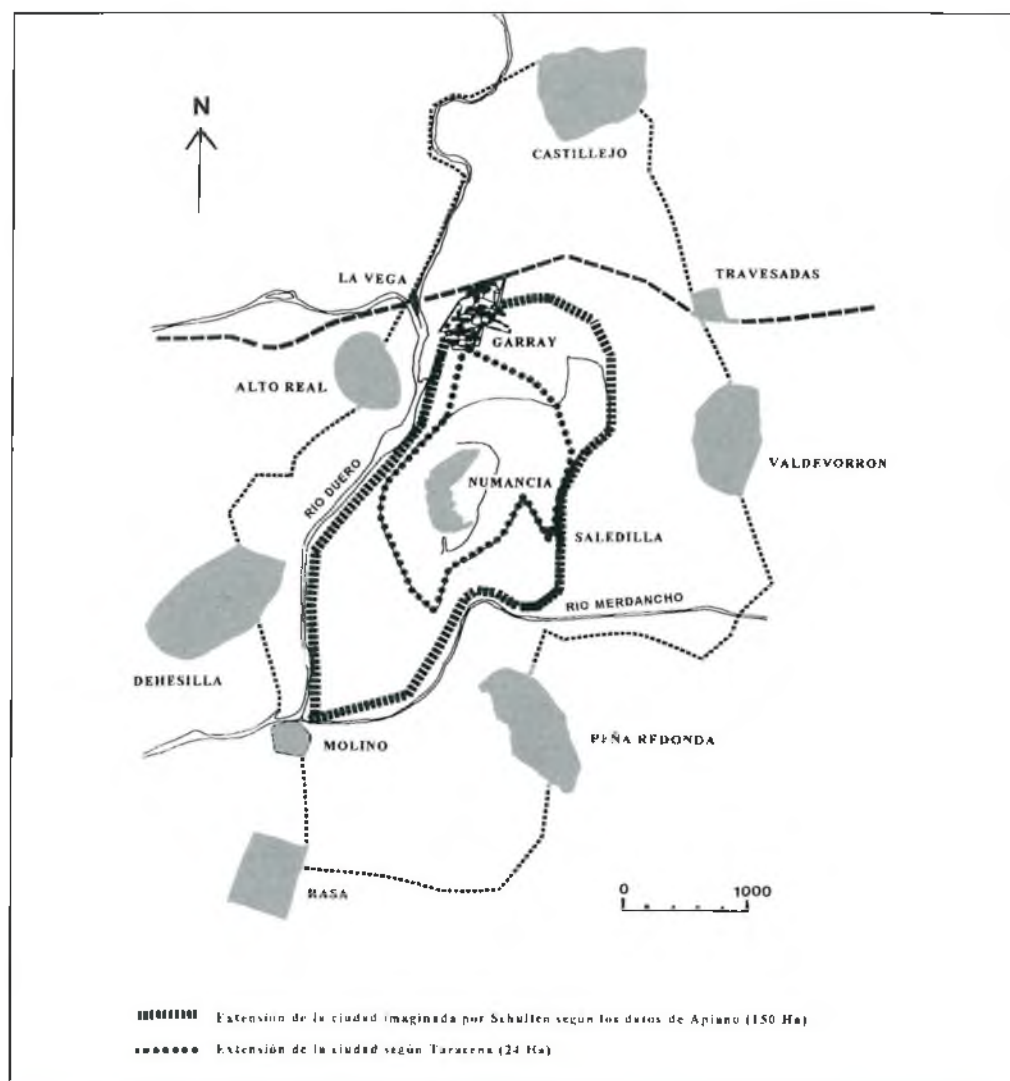 N
CASTILLEJO
TRAVESADAS
LA VEGA
GARRAY
ALTO REAL
VALDEVORRON
NUMANCIA
RIO DUERO
SALEDILLA
RIO MERDANCHO
DEHESILLA
PEÑA REDONDA
MOLINO
RASA
0 1000
Extensión de la ciudad imaginada por Schulten según los datos de Apiano (150 Ha)
Extensión de la ciudad según Taracena (24 Ha)